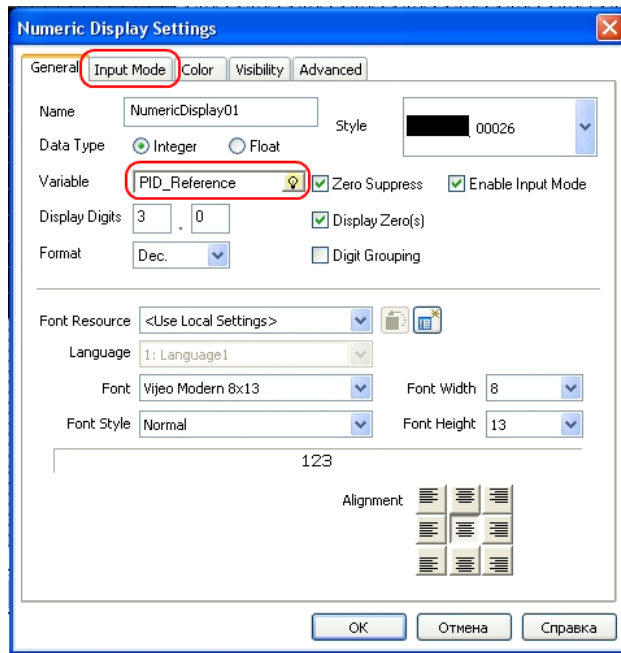 Numeric Display Settings
General Input Mode Color Visibility Advanced
Name NumericDisplay01 Style 00026
Data Type Integer Float
Variable PID_Reference Zero Suppress Enable Input Mode
Display Digits 3 . 0 Display Zero(s)
Format Dec. Digit Grouping
Font Resource <Use Local Settings>
Language 1: Language1
Font Vijeo Modern 8x13 Font Width 8
Font Style Normal Font Height 13
123
Alignment
OK Отмена Справка